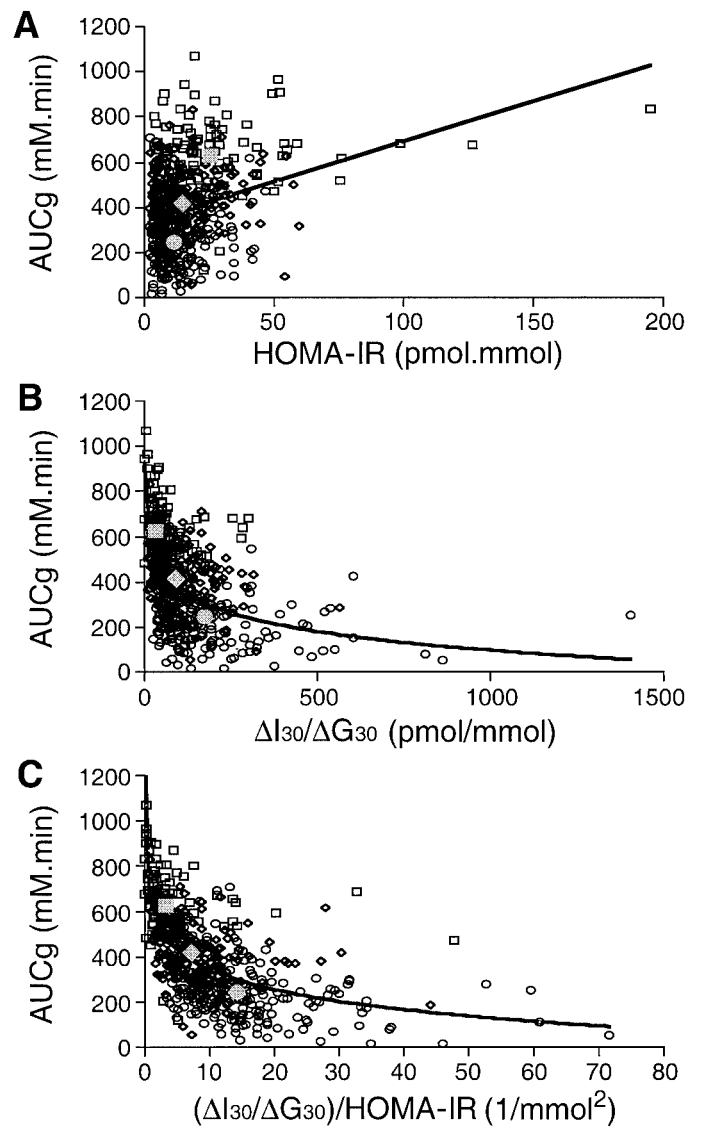 A
AUCg (mM.min)
1200
1000
800
600
400
200
0
0 50 100 150 200
HOMA-IR (pmol.mmol)
B
AUCg (mM.min)
1200
1000
800
600
400
200
0
0 500 1000 1500
ΔI30/ΔG30 (pmol/mmol)
C
AUCg (mM.min)
1200
1000
800
600
400
200
0
0 10 20 30 40 50 60 70 80
(ΔI30/ΔG30)/HOMA-IR (1/mmol²)